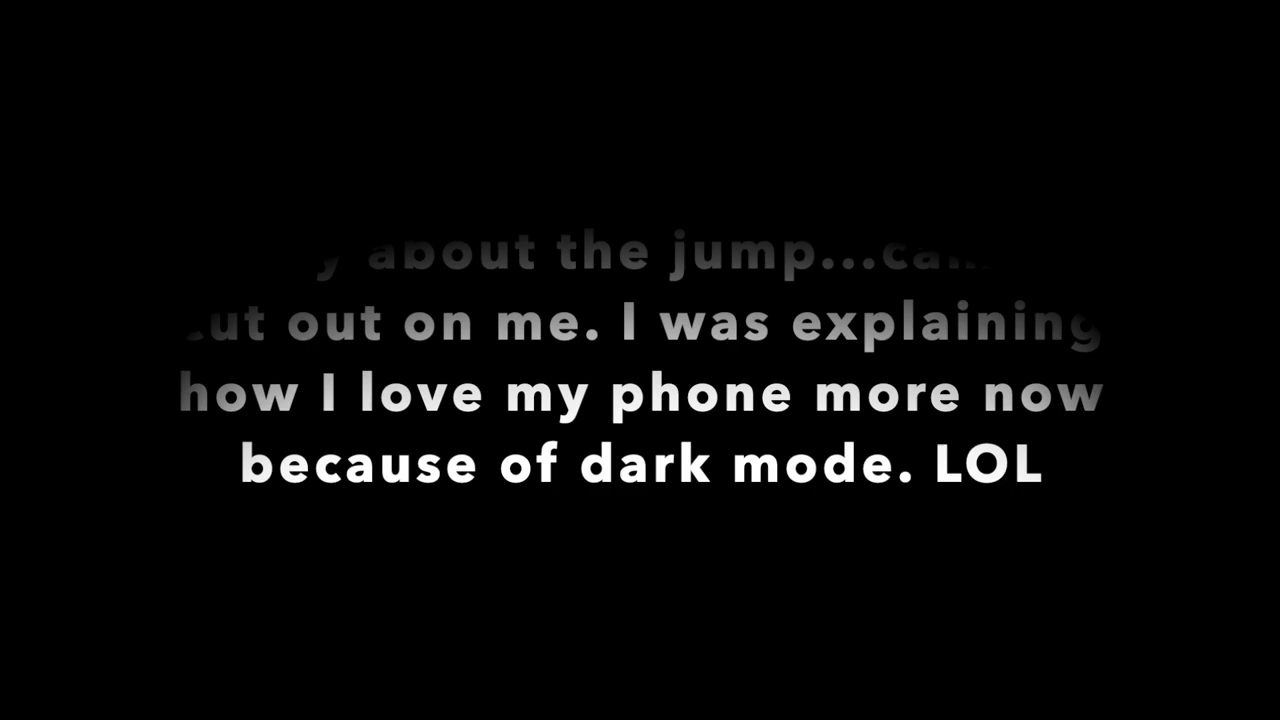 about the jump...
cut out on me. I was explaining
how I love my phone more now
because of dark mode. LOL